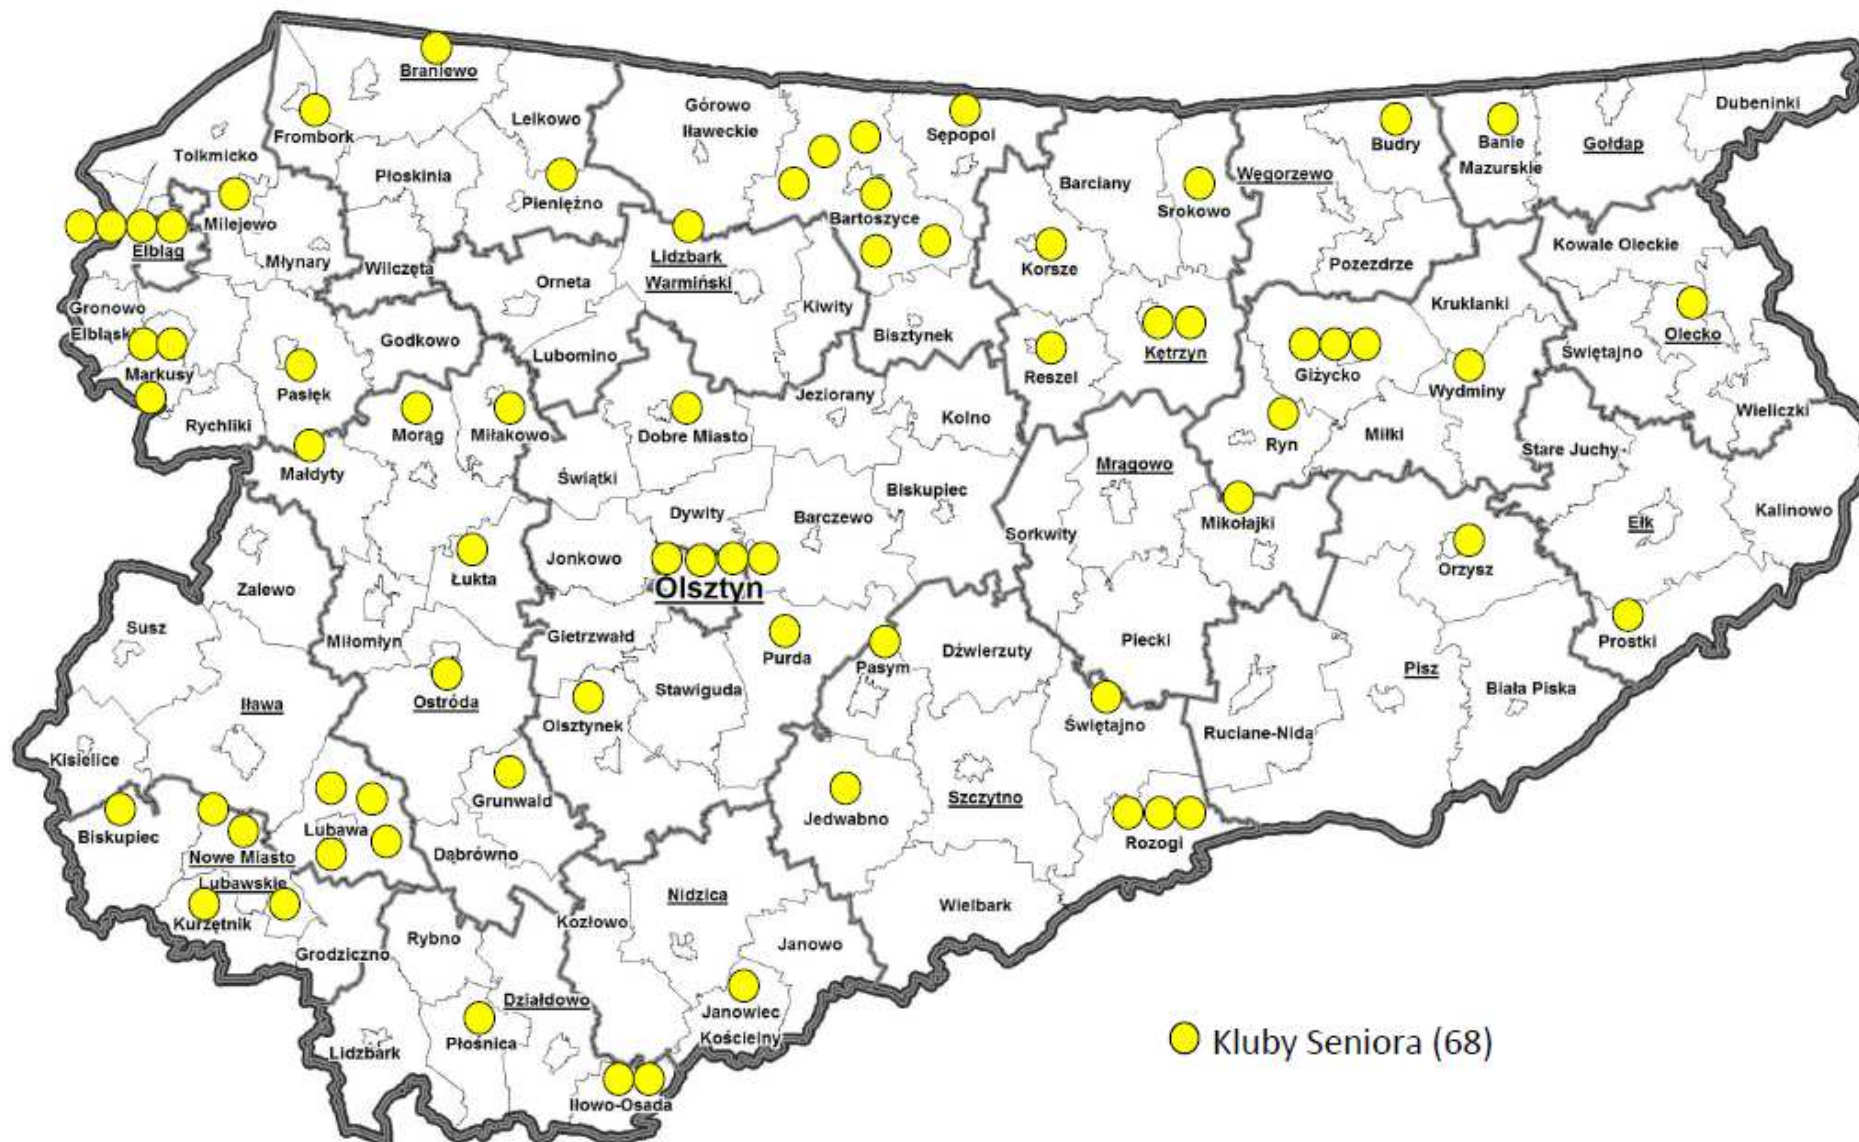 Braniewo
Frombork
Lelkowo
Górowo
Iławeckie
Sępopol
Budry
Banie
Mazurskie
Gołdap
Dubeninki
Tolkmicko
Płoskinia
Pieniężno
Bartoszyce
Barciany
Srokowo
Węgorzewo
Milejewo
Elbląg
Młynary
Wilczęta
Orneta
Lidzbark
Warmiński
Kiwity
Korsze
Pozezdrze
Kowale Oleckie
Gronowo
Elbląski
Markusy
Pasłęk
Godkowo
Lubomino
Bisztynek
Reszel
Kętrzyn
Giżycko
Kruklanki
Wydminy
Świętajno
Olecko
Rychliki
Małdyty
Morąg
Miłakowo
Dobre Miasto
Jeziorany
Kolno
Ryn
Miłki
Wieliczki
Stare Juchy
Świątki
Dywity
Barczewo
Biskupiec
Sorkwity
Mrągowo
Mikołajki
Orzysz
Ełk
Kalinowo
Zalewo
Łukta
Jonkowo
Olsztyn
Susz
Miłomłyn
Gietrzwałd
Purda
Pasym
Dźwierzuty
Piecki
Prostki
Iława
Ostróda
Olsztynek
Stawiguda
Świętajno
Ruciane-Nida
Pisz
Biała Piska
Kisielice
Biskupiec
Nowe Miasto
Lubawskie
Lubawa
Grunwald
Dąbrówno
Jedwabno
Szczytno
Rozogi
Kurzętnik
Grodziczno
Rybno
Kozłowo
Nidzica
Janowo
Wielbark
Lidzbark
Płośnica
Działdowo
Janowiec
Kościelny
Iłowo-Osada
Kluby Seniora (68)